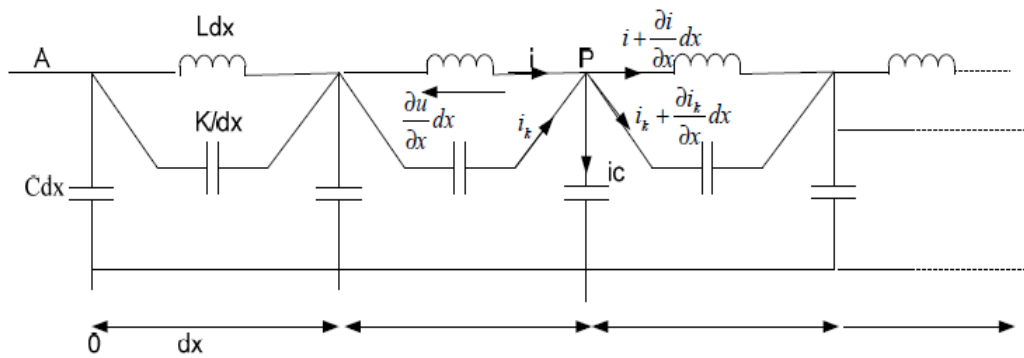 A
Ldx
i
P
i + ∂i/∂x dx
∂u/∂x dx
K/dx
i_k
i_k + ∂i_k/∂x dx
Cdx
ic
0
dx